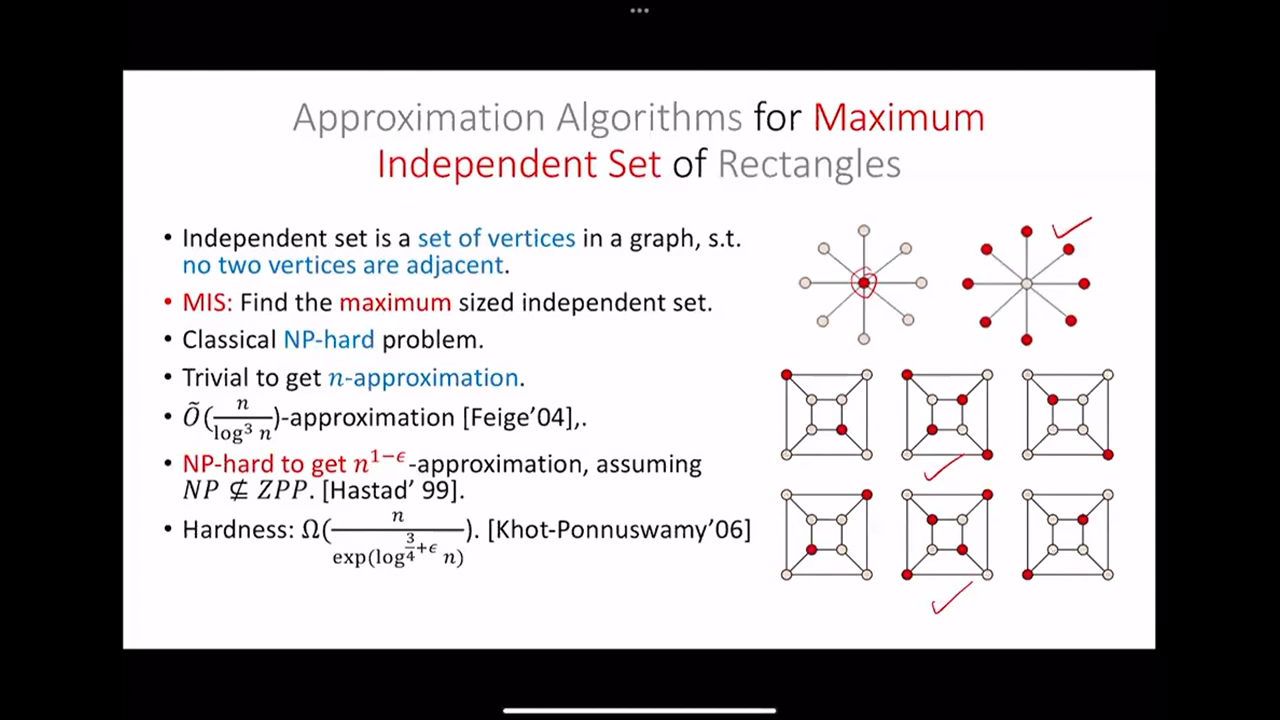 Approximation Algorithms for Maximum
Independent Set of Rectangles
• Independent set is a set of vertices in a graph, s.t.
no two vertices are adjacent.
• MIS: Find the maximum sized independent set.
• Classical NP-hard problem.
• Trivial to get n-approximation.
• Õ(n/log³ n)-approximation [Feige'04],.
• NP-hard to get n^{1−ϵ}-approximation, assuming
NP ⊈ ZPP. [Hastad' 99].
• Hardness: Ω(n/exp(log^{3/4+ϵ} n)). [Khot-Ponnuswamy'06]